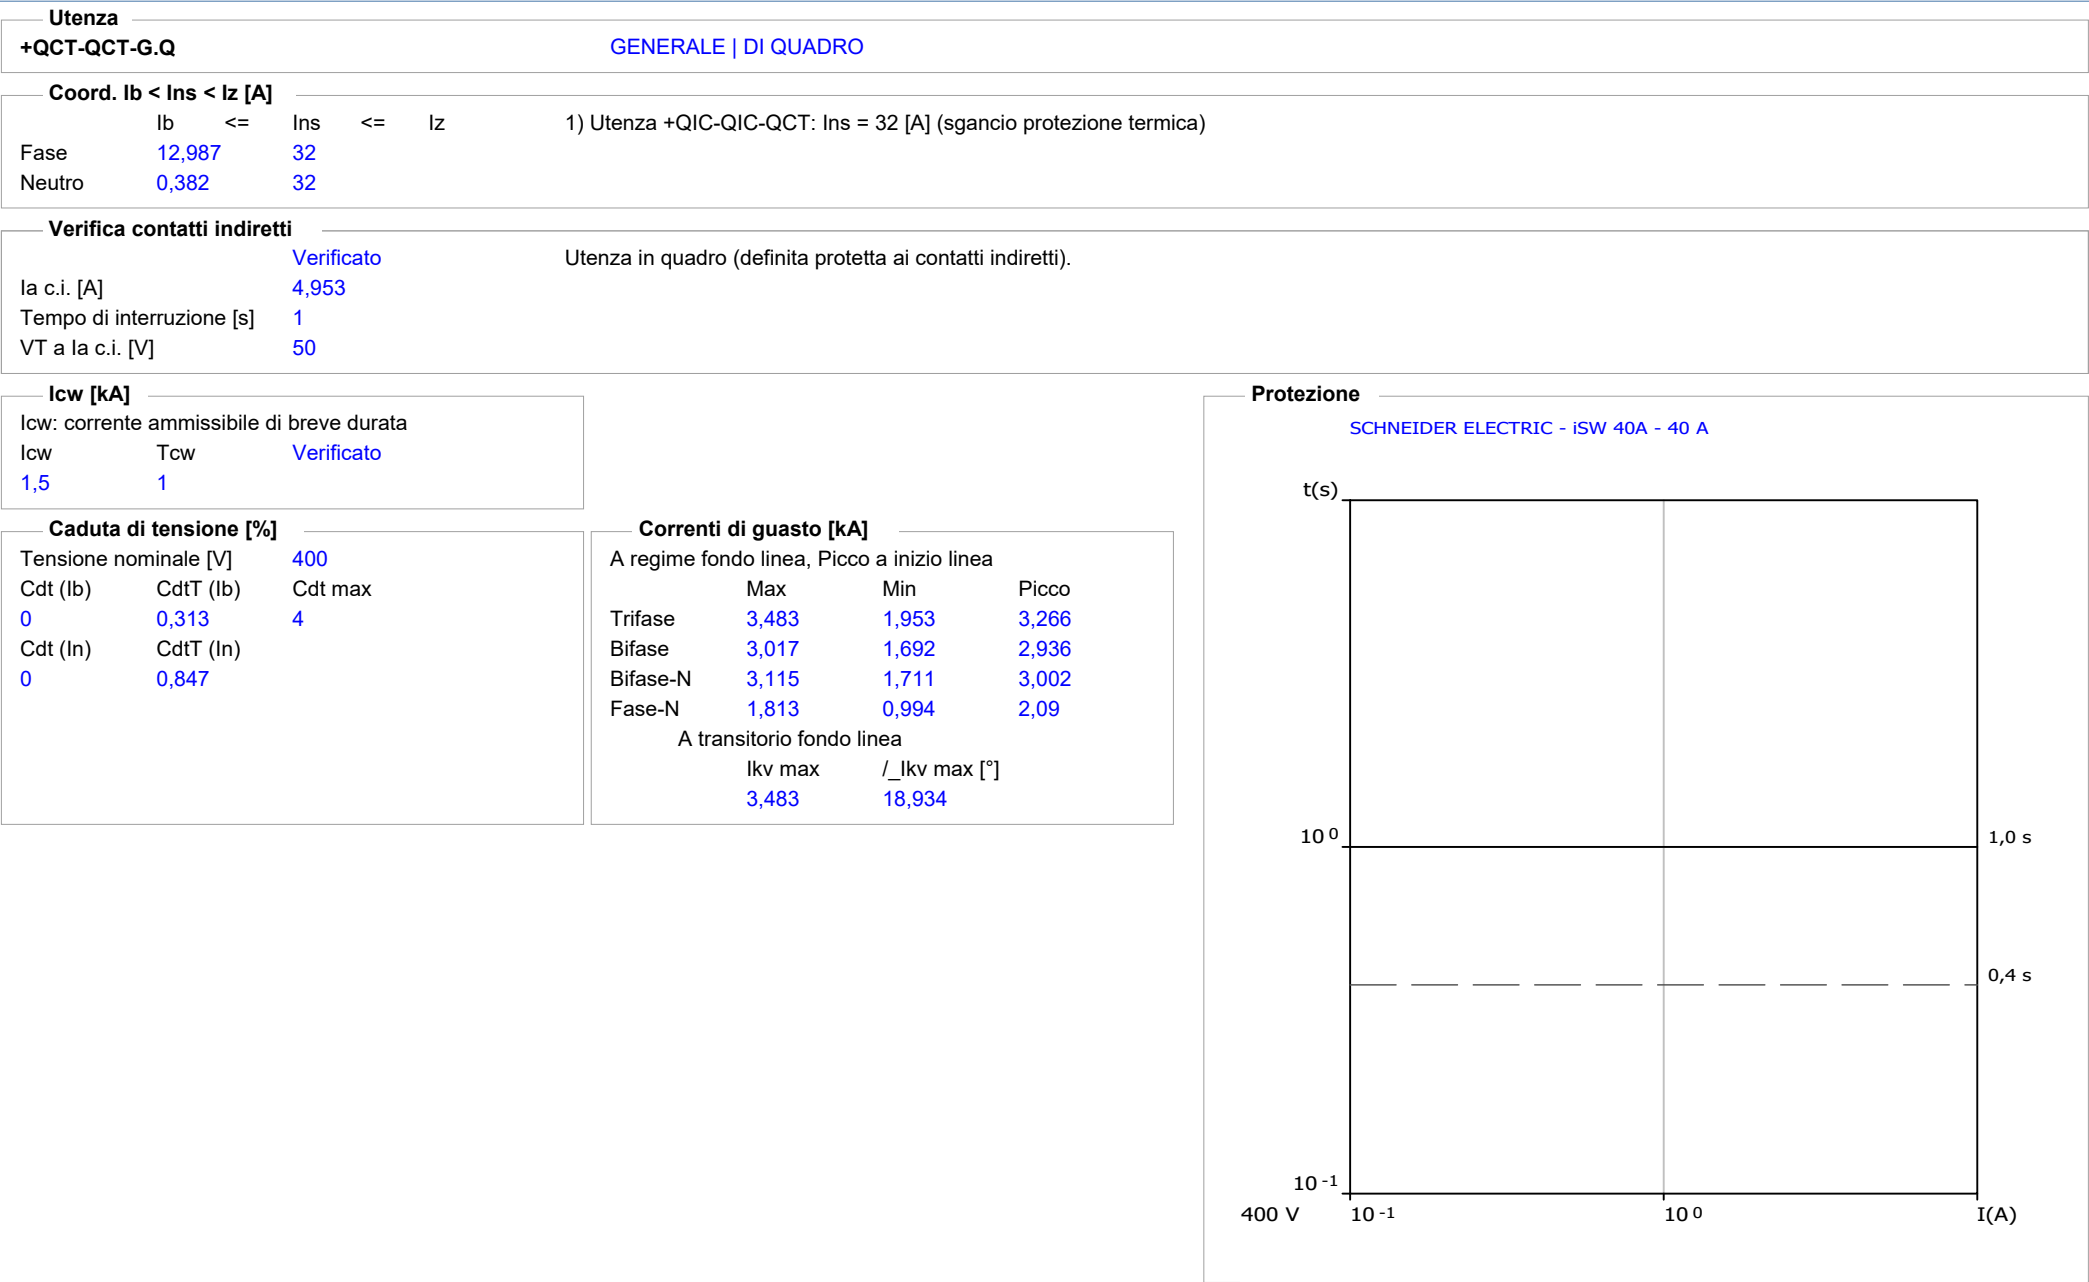 Utenza
+QCT-QCT-G.Q GENERALE | DI QUADRO
Coord. Ib < Ins < Iz [A]
Ib <= Ins <= Iz 1) Utenza +QIC-QIC-QCT: Ins = 32 [A] (sgancio protezione termica)
Fase 12,987 32
Neutro 0,382 32
Verifica contatti indiretti
Verificato Utenza in quadro (definita protetta ai contatti indiretti).
Ia c.i. [A] 4,953
Tempo di interruzione [s] 1
VT a Ia c.i. [V] 50
Icw [kA]
Icw: corrente ammissibile di breve durata
Icw Tcw Verificato
1,5 1
Caduta di tensione [%]
Tensione nominale [V] 400
Cdt (Ib) CdtT (Ib) Cdt max
0 0,313 4
Cdt (In) CdtT (In)
0 0,847
Correnti di guasto [kA]
A regime fondo linea, Picco a inizio linea
Max Min Picco
Trifase 3,483 1,953 3,266
Bifase 3,017 1,692 2,936
Bifase-N 3,115 1,711 3,002
Fase-N 1,813 0,994 2,09
A transitorio fondo linea
Ikv max /_Ikv max [°]
3,483 18,934
Protezione
SCHNEIDER ELECTRIC - iSW 40A - 40 A
t(s)
10 0 1,0 s
0,4 s
10 -1
400 V 10 -1 10 0 I(A)